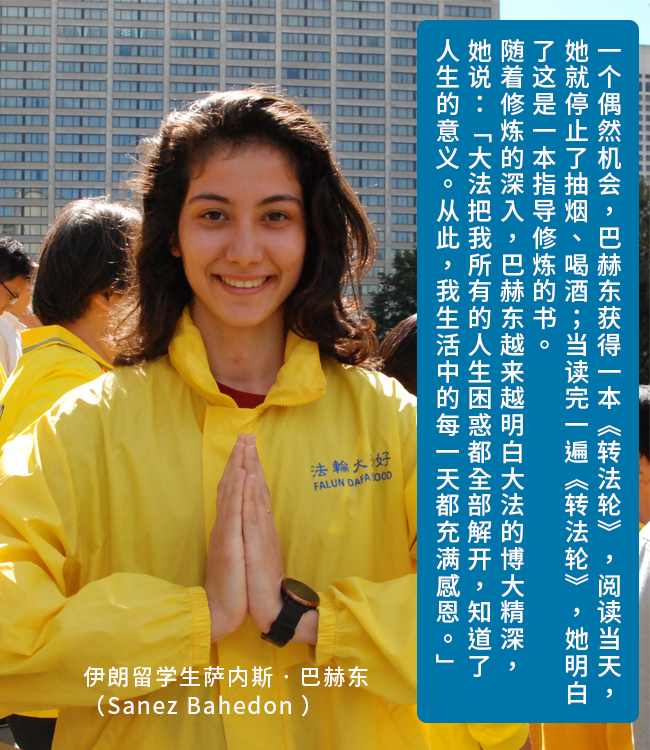 一个偶然机会，巴赫东获得一本《转法轮》，阅读当天，
她就停止了抽烟、喝酒；当读完一遍《转法轮》，她明白
了这是一本指导修炼的书。
随着修炼的深入，巴赫东越来越明白大法的博大精深，
她说：「大法把我所有的人生困惑都全部解开，知道了
人生的意义。从此，我生活中的每一天都充满感恩。」
法輪大法好
FALUN DAFA GOOD
伊朗留学生萨内斯·巴赫东
（Sanez Bahedon ）